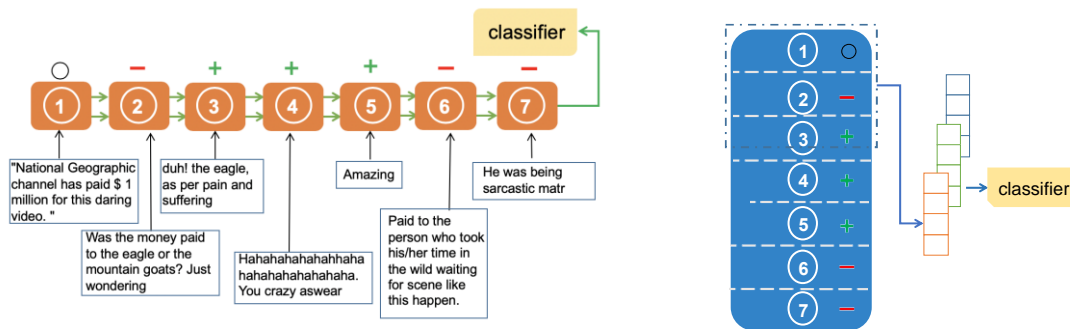 classifier
1 2 3 4 5 6 7
"National Geographic
channel has paid $ 1
million for this daring
video. "
Was the money paid
to the eagle or the
mountain goats? Just
wondering
duh! the eagle,
as per pain and
suffering
Hahahahahahahhaha
hahahahahahahaha.
You crazy aswear
Amazing
Paid to the
person who took
his/her time in
the wild waiting
for scene like
this happen.
He was being
sarcastic matr
1
2
3
4
5
6
7
classifier